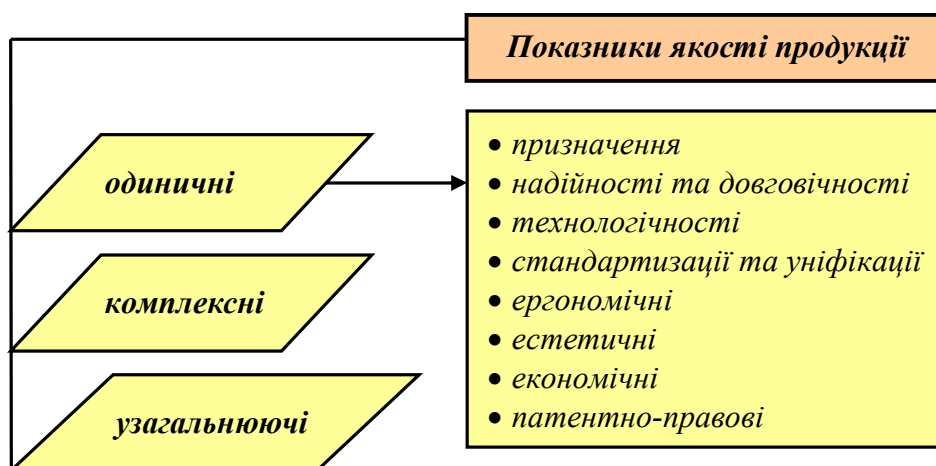 Показники якості продукції
одиничні
комплексні
узагальнюючі
• призначення
• надійності та довговічності
• технологічності
• стандартизації та уніфікації
• ергономічні
• естетичні
• економічні
• патентно-правові